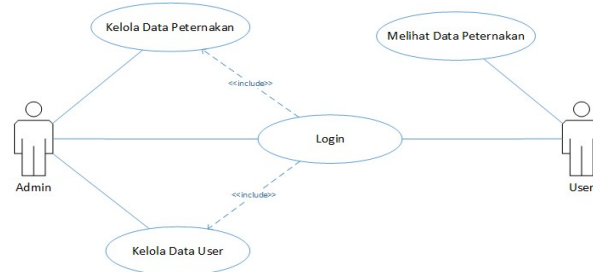 Kelola Data Peternakan
Melihat Data Peternakan
<<include>>
Login
Admin
User
<<include>>
Kelola Data User